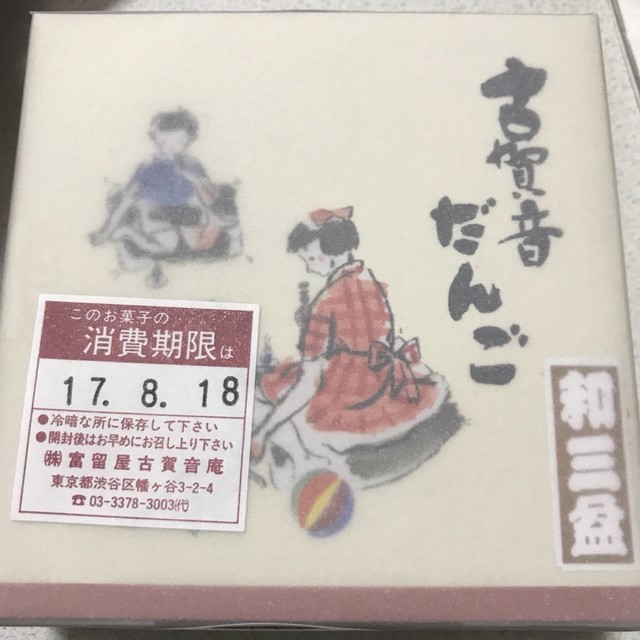 古賀音
だんご
和三盆
このお菓子の
消費期限は
17. 8. 18
●冷暗な所に保存して下さい
●開封後はお早めにお召し上り下さい
㈱富留屋古賀音庵
東京都渋谷区幡ヶ谷3-2-4
☎03-3378-3003㈹